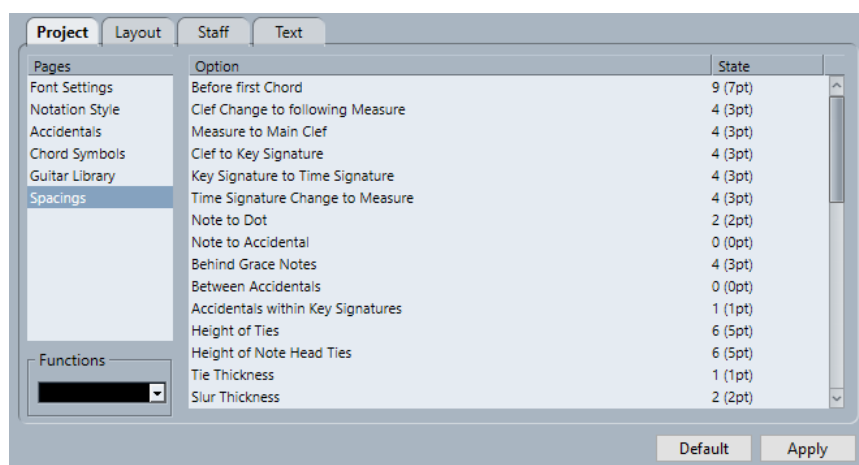 Project Layout Staff Text
Pages Option State
Font Settings Before first Chord 9 (7pt)
Notation Style Clef Change to following Measure 4 (3pt)
Accidentals Measure to Main Clef 4 (3pt)
Chord Symbols Clef to Key Signature 4 (3pt)
Guitar Library Key Signature to Time Signature 4 (3pt)
Spacings Time Signature Change to Measure 4 (3pt)
Note to Dot 2 (2pt)
Note to Accidental 0 (0pt)
Behind Grace Notes 4 (3pt)
Between Accidentals 0 (0pt)
Accidentals within Key Signatures 1 (1pt)
Height of Ties 6 (5pt)
Functions Height of Note Head Ties 6 (5pt)
Tie Thickness 1 (1pt)
Slur Thickness 2 (2pt)
Default Apply